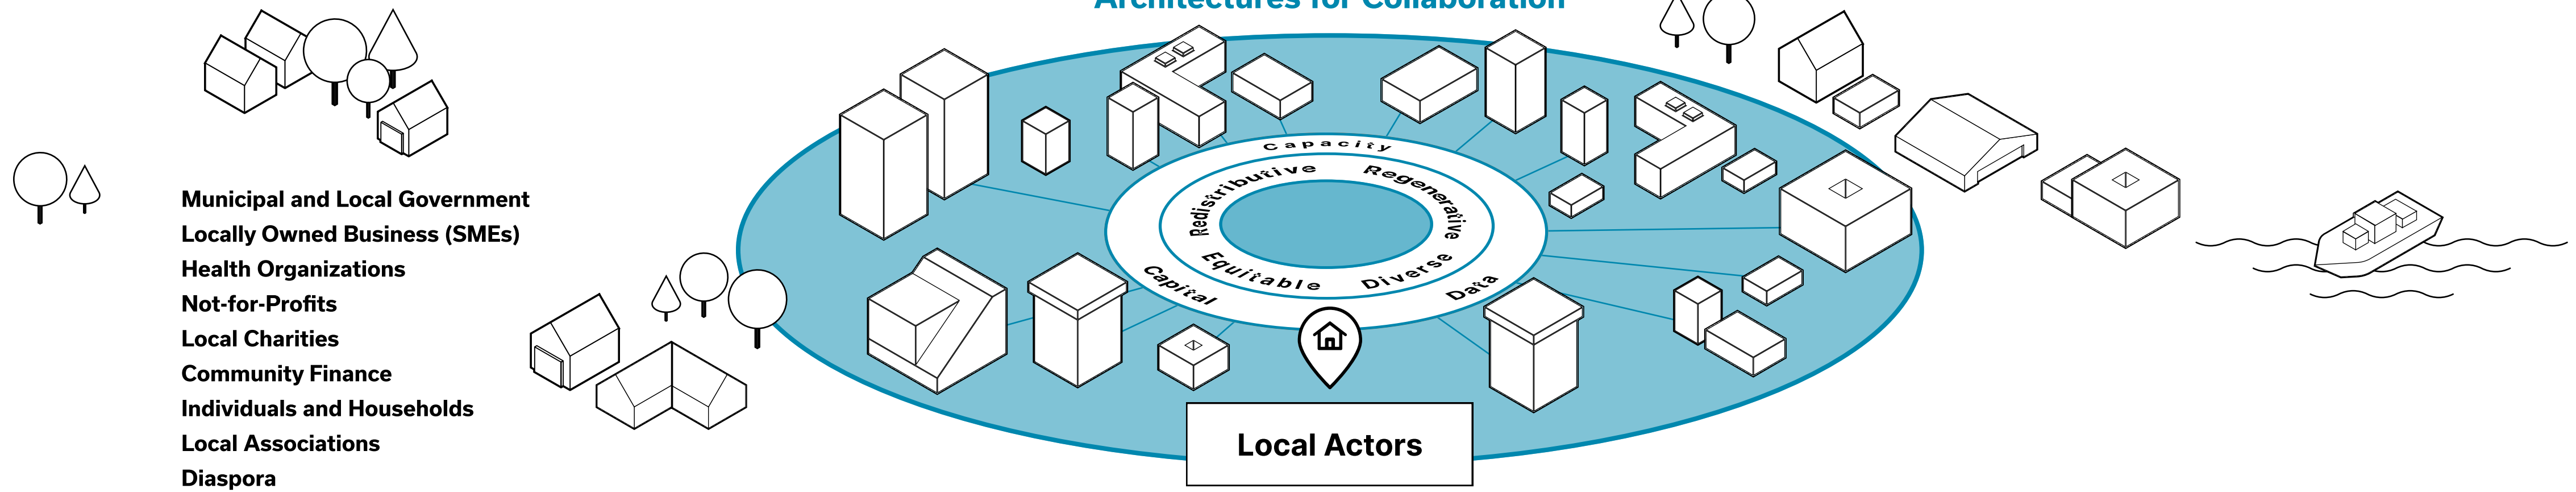 Architectures for Collaboration
Municipal and Local Government
Locally Owned Business (SMEs)
Health Organizations
Not-for-Profits
Local Charities
Community Finance
Individuals and Households
Local Associations
Diaspora
Capacity
Redistributive
Regenerative
Equitable
Diverse
Capital
Data
Local Actors